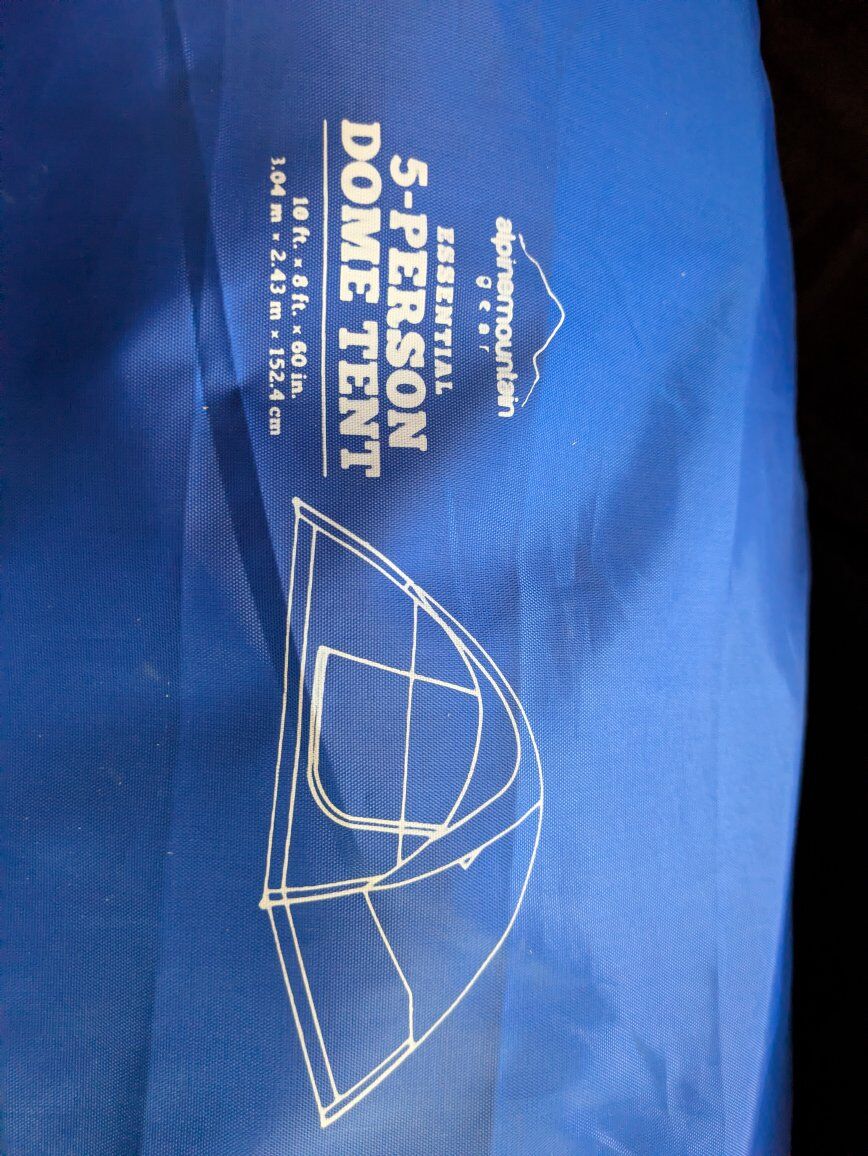 alpinemountain
gear
ESSENTIAL
5-PERSON
DOME TENT
10 ft. × 8 ft. × 60 in.
3.04 m × 2.43 m × 152.4 cm